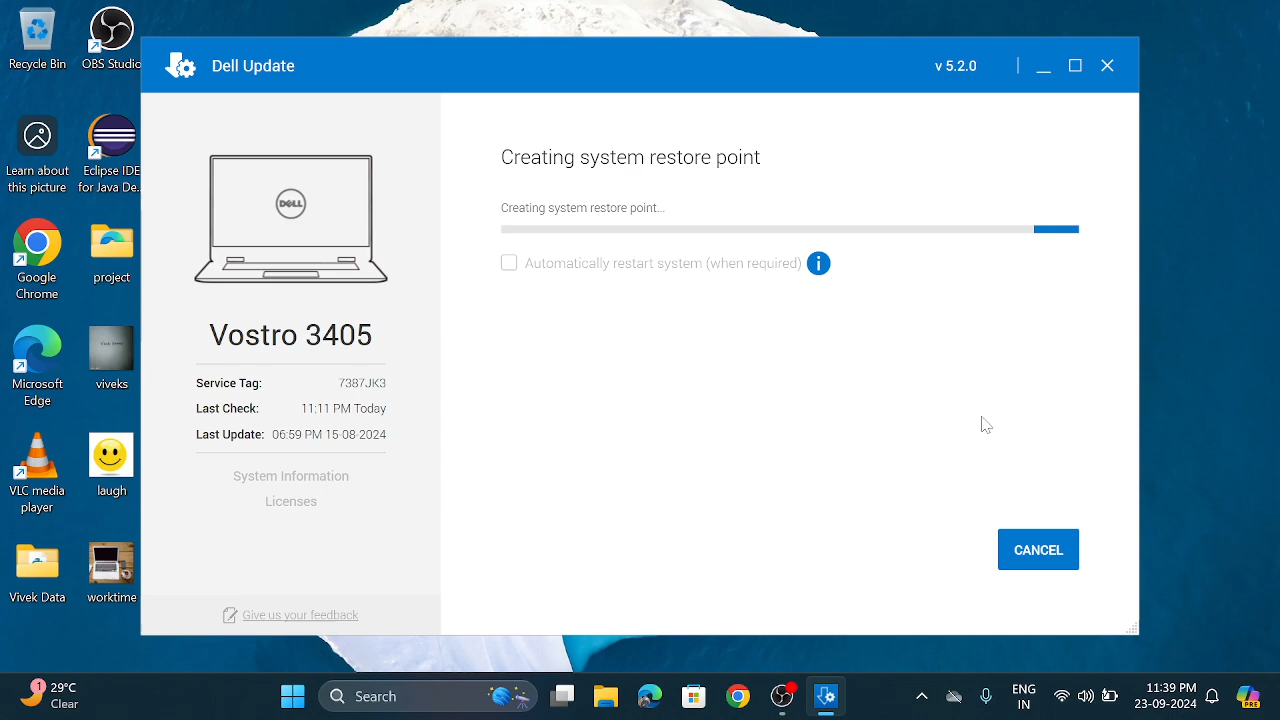 Recycle Bin
OBS Studio
Learn about
this picture
Eclipse IDE
for Java De...
Google
Chrome
project
Microsoft
Edge
viveks
VLC media
player
laugh
Vivek Data
worktime
Dell Update
v 5.2.0
DELL
Vostro 3405
Service Tag: 7387JK3
Last Check: 11:11 PM Today
Last Update: 06:59 PM 15-08-2024
System Information
Licenses
Give us your feedback
Creating system restore point
Creating system restore point...
Automatically restart system (when required)
i
CANCEL
1
29°C
Clear
Search
ENG
IN
11:39 PM
23-09-2024
PRE